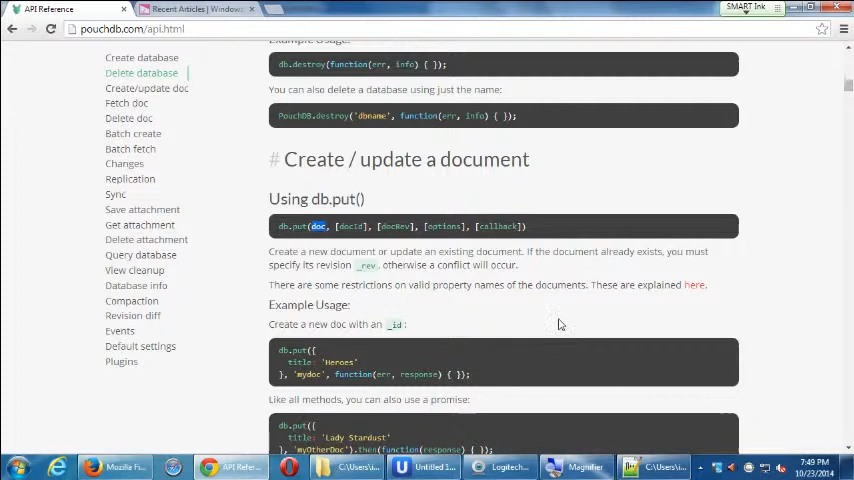 API Reference
Recent Articles | Windows
SMART Ink
pouchdb.com/api.html
Create database
Delete database
Create/update doc
Fetch doc
Delete doc
Batch create
Batch fetch
Changes
Replication
Sync
Save attachment
Get attachment
Delete attachment
Query database
View cleanup
Database info
Compaction
Revision diff
Events
Default settings
Plugins
Example Usage:
db.destroy(function(err, info) { });
You can also delete a database using just the name:
PouchDB.destroy('dbname', function(err, info) { });
# Create / update a document
Using db.put()
db.put(doc, [docId], [docRev], [options], [callback])
Create a new document or update an existing document. If the document already exists, you must
specify its revision _rev, otherwise a conflict will occur.
There are some restrictions on valid property names of the documents. These are explained here.
Example Usage:
Create a new doc with an _id:
db.put({
title: 'Heroes'
}, 'mydoc', function(err, response) { });
Like all methods, you can also use a promise:
db.put({
title: 'Lady Stardust'
}, 'myOtherDoc').then(function(response) { });
Mozilla Fi...
API Refere...
C:\Users\i...
Untitled 1...
Logitech...
Magnifier
C:\Users\i...
7:49 PM
10/23/2014